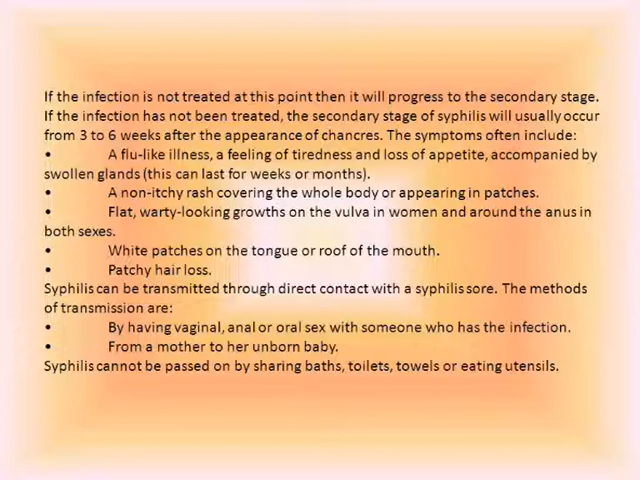 If the infection is not treated at this point then it will progress to the secondary stage.
If the infection has not been treated, the secondary stage of syphilis will usually occur
from 3 to 6 weeks after the appearance of chancres. The symptoms often include:
• A flu-like illness, a feeling of tiredness and loss of appetite, accompanied by
swollen glands (this can last for weeks or months).
• A non-itchy rash covering the whole body or appearing in patches.
• Flat, warty-looking growths on the vulva in women and around the anus in
both sexes.
• White patches on the tongue or roof of the mouth.
• Patchy hair loss.
Syphilis can be transmitted through direct contact with a syphilis sore. The methods
of transmission are:
• By having vaginal, anal or oral sex with someone who has the infection.
• From a mother to her unborn baby.
Syphilis cannot be passed on by sharing baths, toilets, towels or eating utensils.